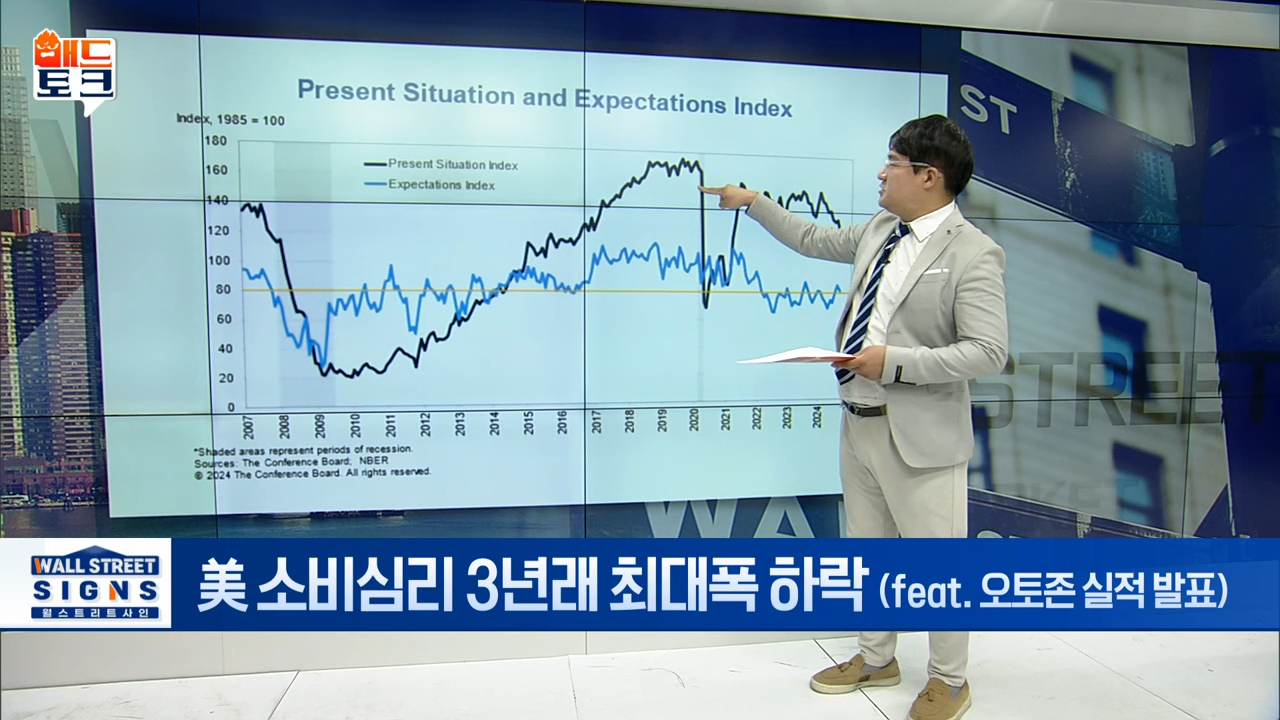 매드
토크
Present Situation and Expectations Index
Index, 1985 = 100
180
160
140
120
100
80
60
40
20
0
Present Situation Index
Expectations Index
2007 2008 2009 2010 2011 2012 2013 2014 2015 2016 2017 2018 2019 2020 2021 2022 2023 2024
*Shaded areas represent periods of recession.
Sources: The Conference Board; NBER
© 2024 The Conference Board. All rights reserved.
ST
STREET
WA
WALL STREET
SIGNS
월스트리트사인
美 소비심리 3년래 최대폭 하락 (feat. 오토존 실적 발표)